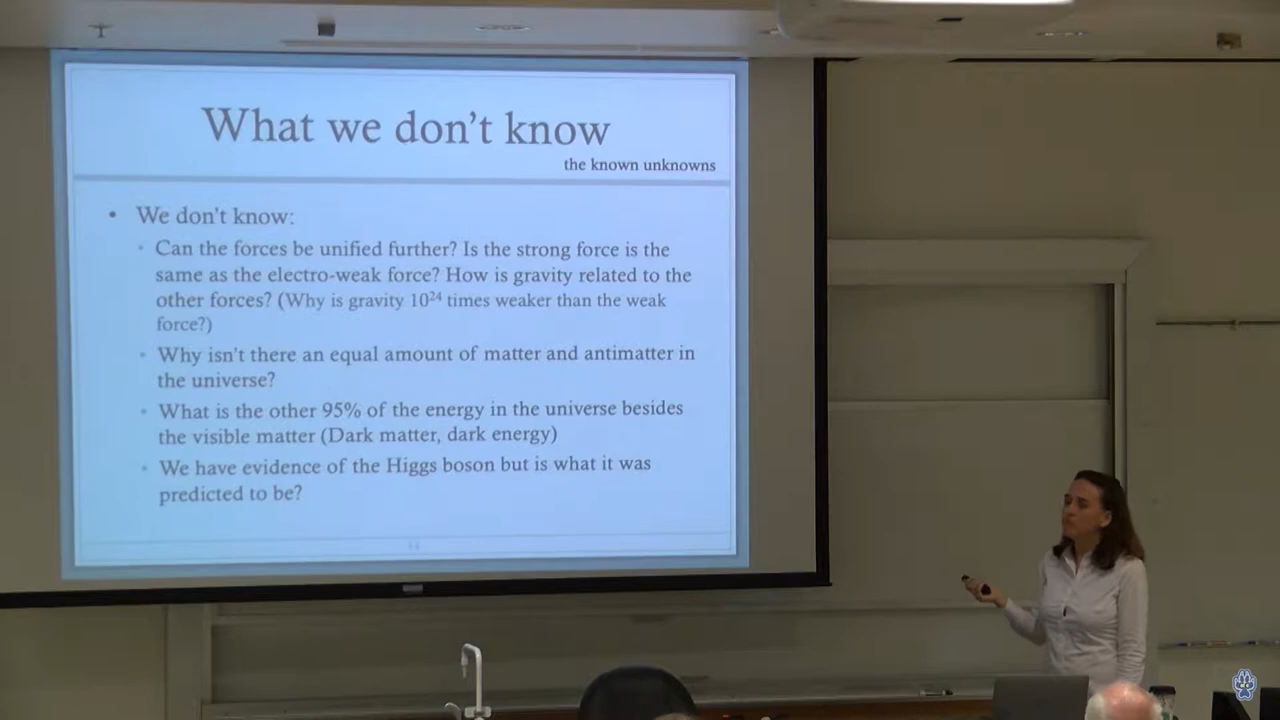 What we don't know
the known unknowns
• We don't know:
• Can the forces be unified further? Is the strong force is the
same as the electro-weak force? How is gravity related to the
other forces? (Why is gravity 10²⁴ times weaker than the weak
force?)
• Why isn't there an equal amount of matter and antimatter in
the universe?
• What is the other 95% of the energy in the universe besides
the visible matter (Dark matter, dark energy)
• We have evidence of the Higgs boson but is what it was
predicted to be?